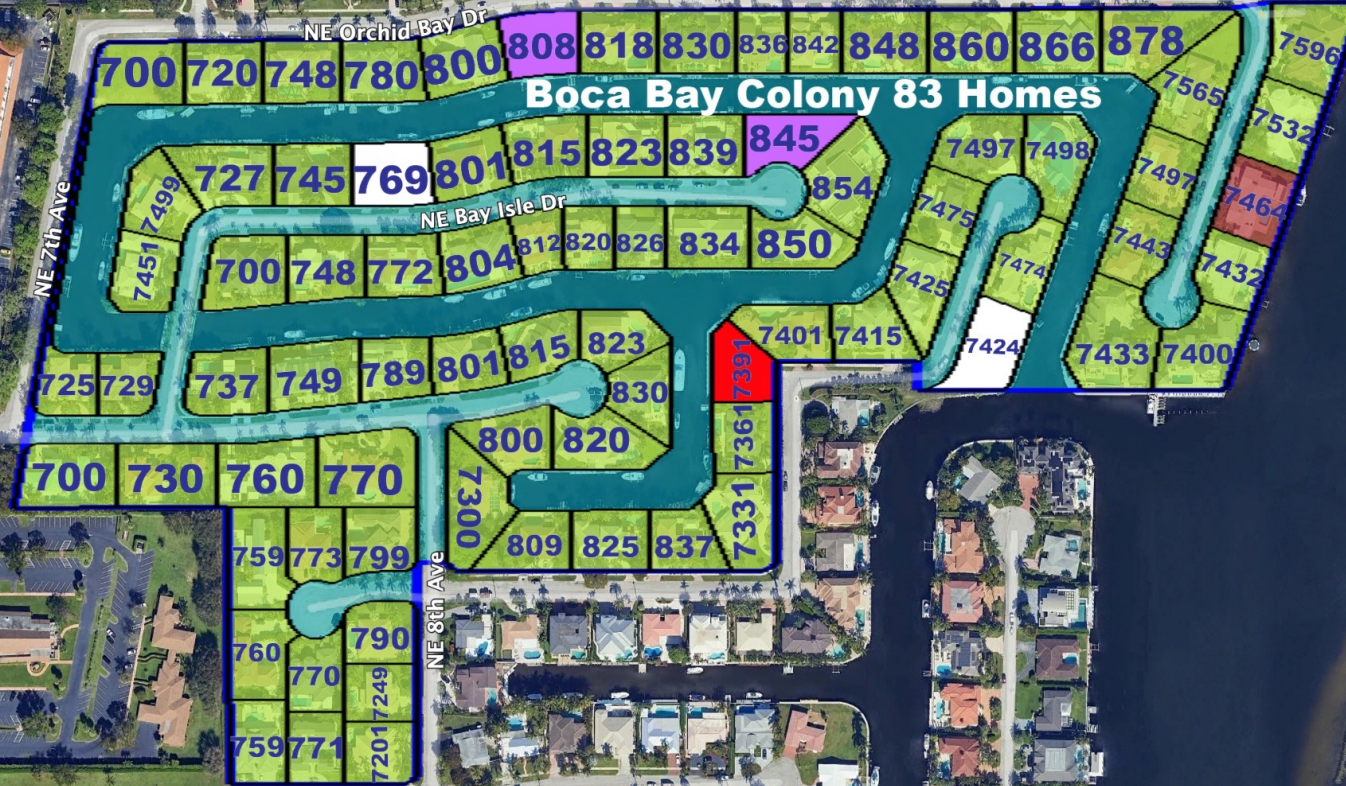 NE Orchid Bay Dr
700 720 748 780 800 808 818 830 836 842 848 860 866 878 7596
7565
Boca Bay Colony 83 Homes
7532
727 745 769 801 815 823 839 845 7497 7498 7497
7499
854
7464
NE Bay Isle Dr
7475
NE 7th Ave
7451
700 748 772 804 812 820 826 834 850 7443
7474
7432
7425
725 729 737 749 789 801 815 823 7391 7401 7415 7424 7433 7400
830
800 820 7361
700 730 760 770 7300
7331
759 773 799 809 825 837
NE 8th Ave
760 770 790
7249
759 771 7201